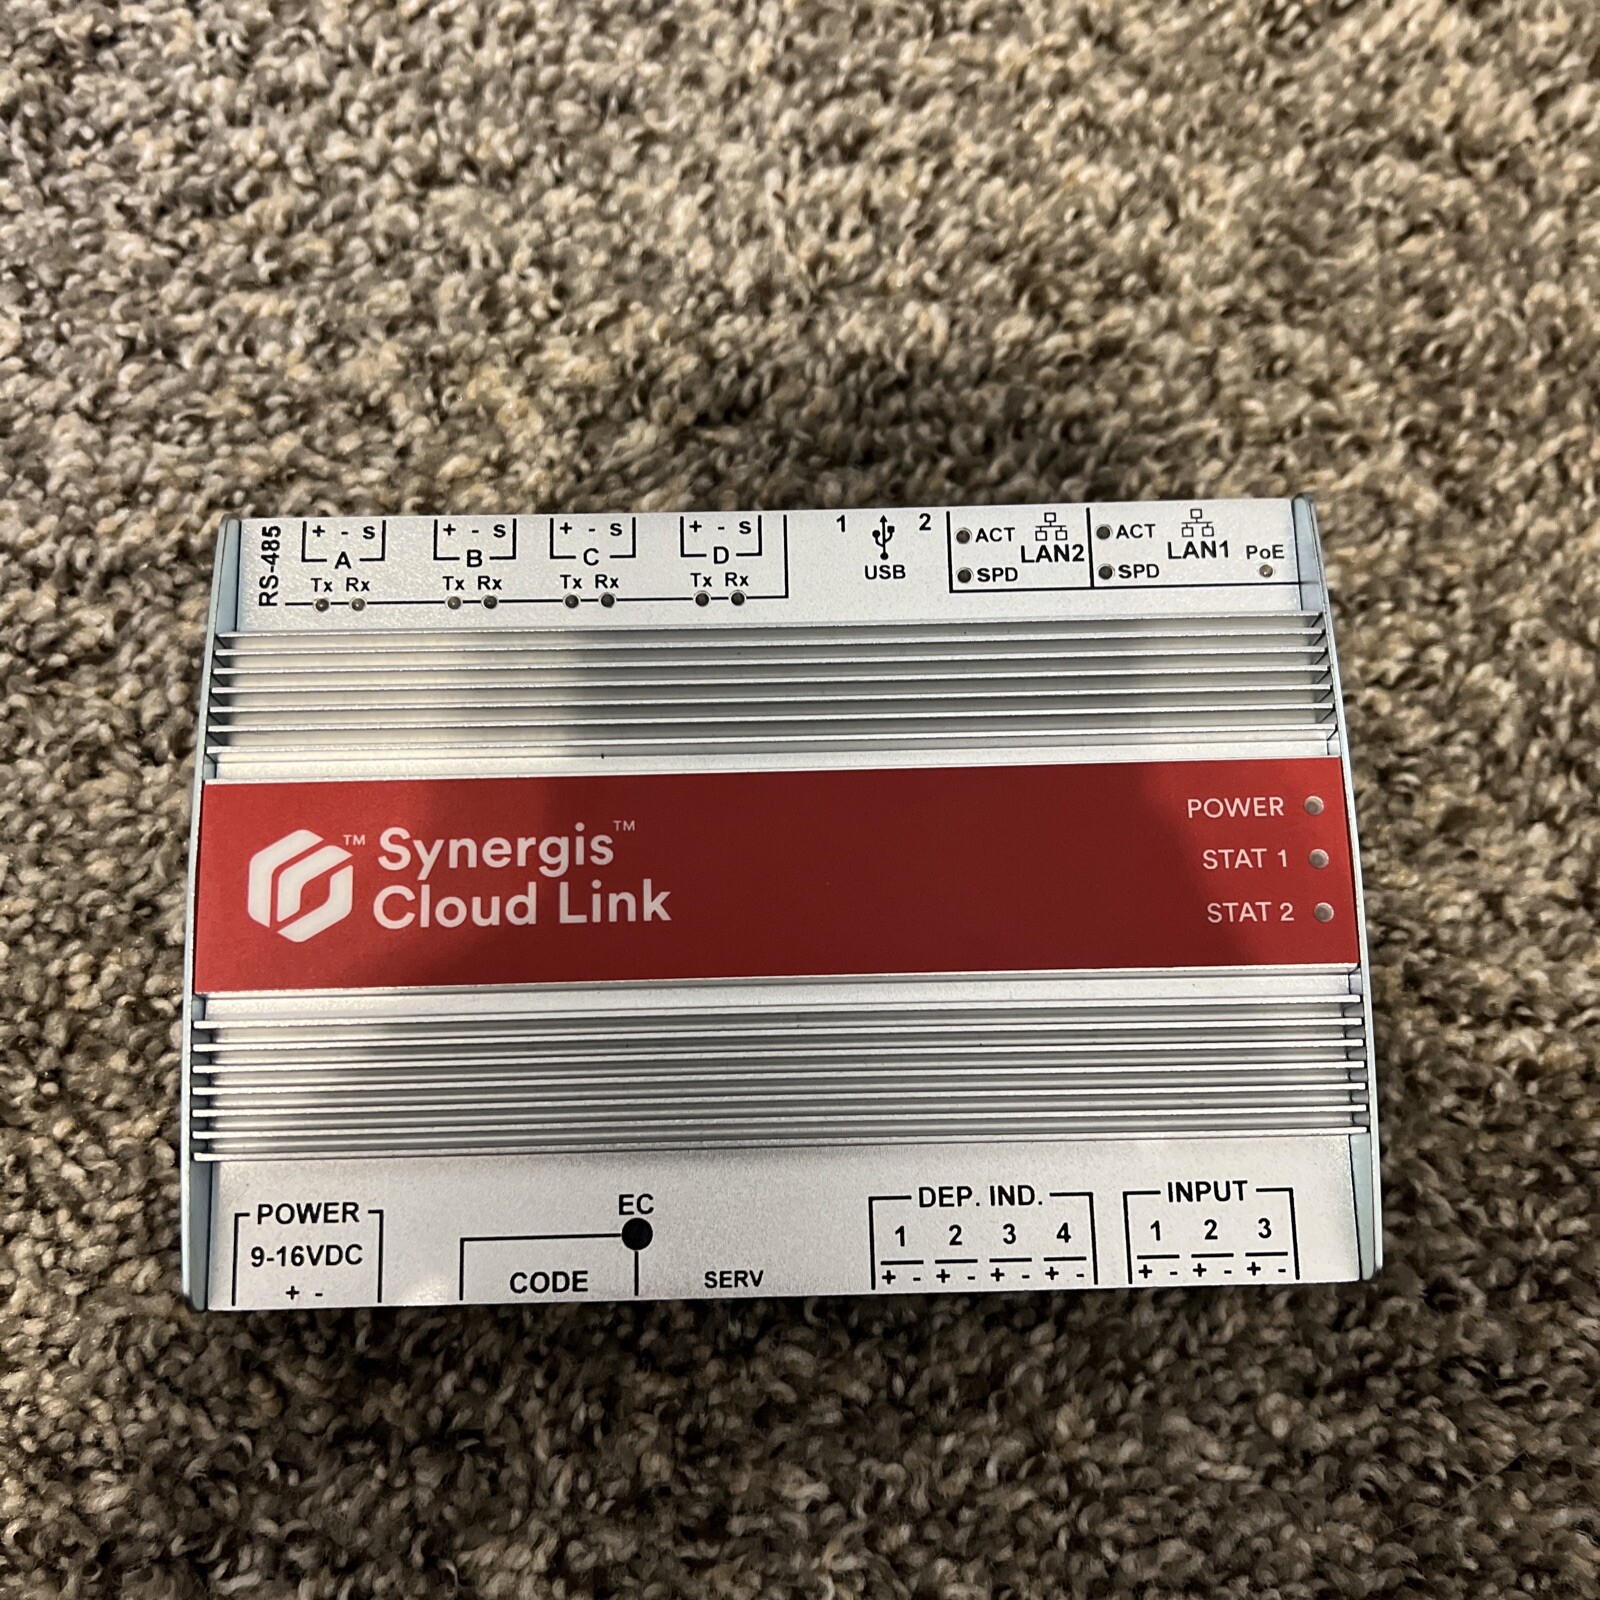 RS-485
+ - S + - S + - S + - S
A B C D
Tx Rx Tx Rx Tx Rx Tx Rx
1 2
USB
ACT
LAN2
SPD
ACT
LAN1
SPD
PoE
™ Synergis™
Cloud Link
POWER
STAT 1
STAT 2
POWER
9-16VDC
+ -
EC
CODE
SERV
DEP. IND.
1 2 3 4
+ - + - + - + -
INPUT
1 2 3
+ - + - + -